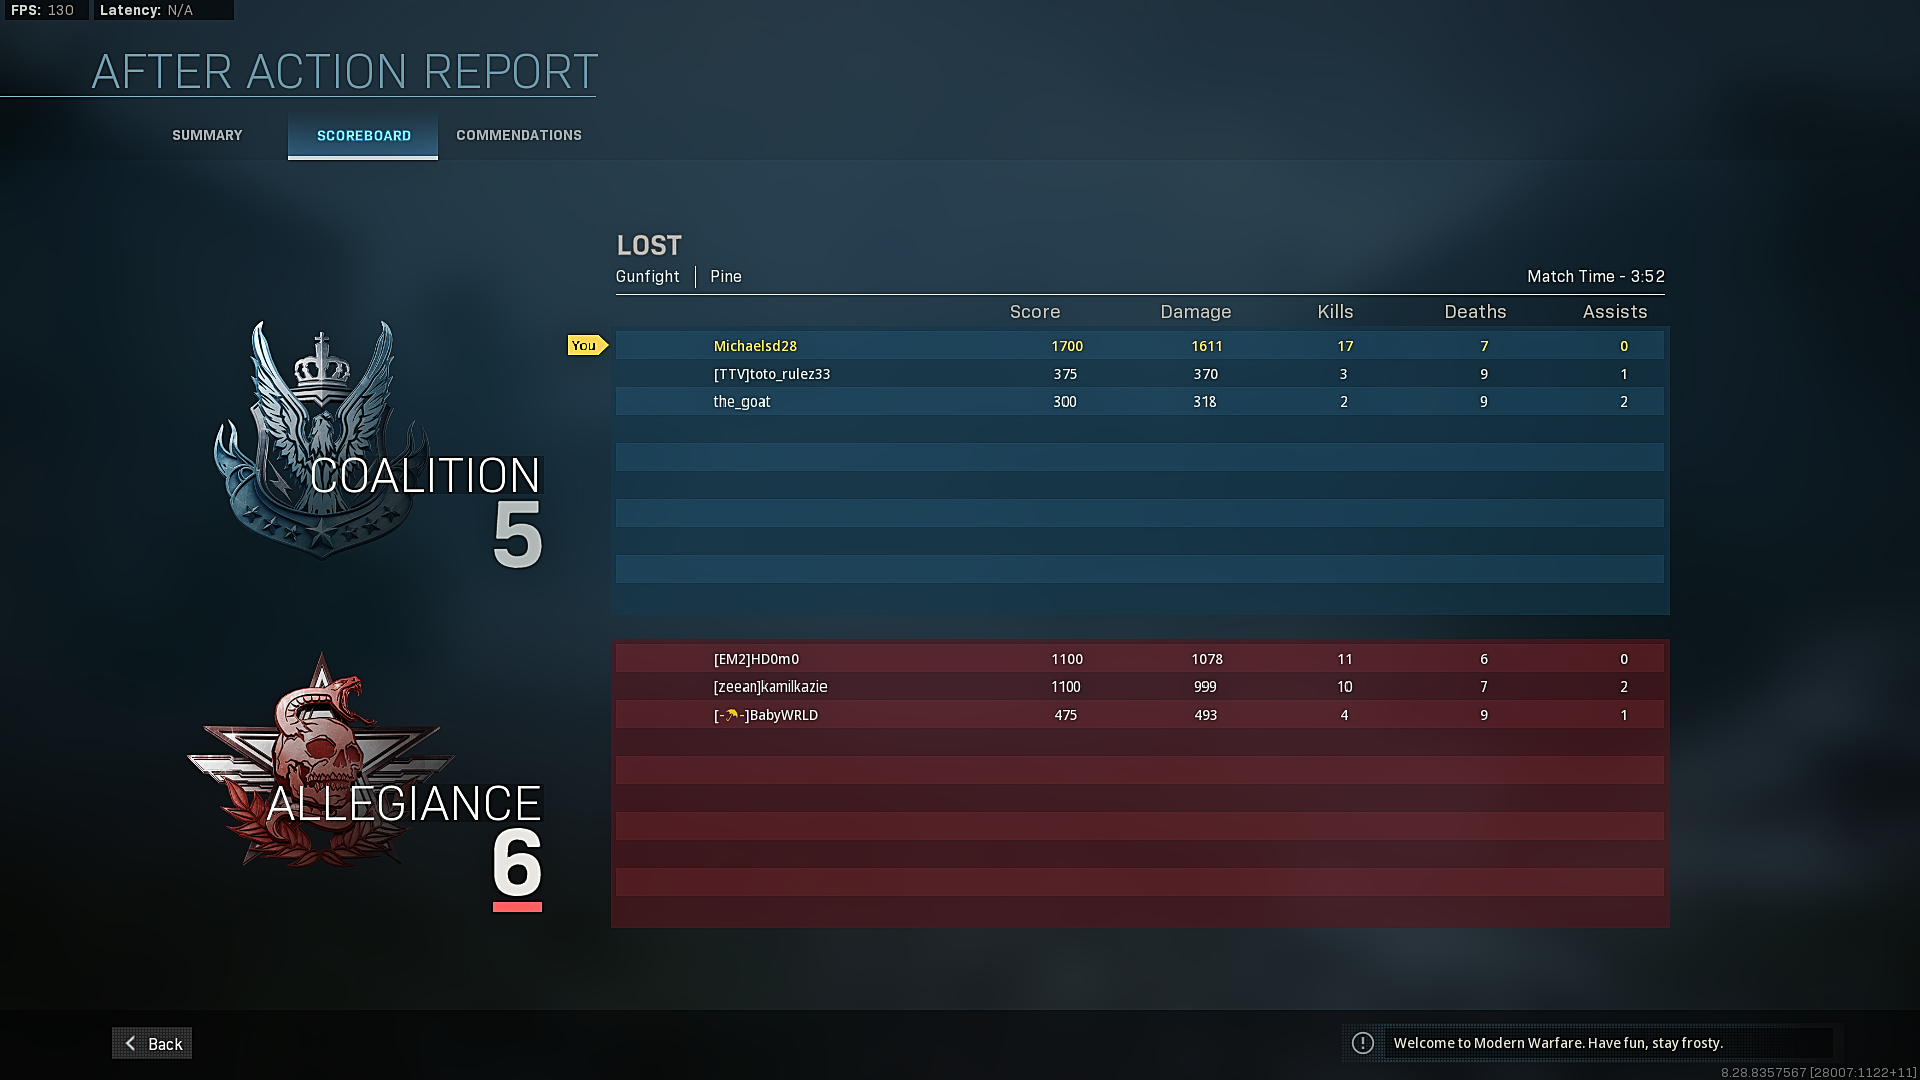 FPS: 130 Latency: N/A
AFTER ACTION REPORT
SUMMARY SCOREBOARD COMMENDATIONS
LOST
Gunfight | Pine Match Time - 3:52
Score Damage Kills Deaths Assists
You Michaelsd28 1700 1611 17 7 0
[TTV]toto_rulez33 375 370 3 9 1
the_goat 300 318 2 9 2
COALITION
5
[EM2]HD0m0 1100 1078 11 6 0
[zeean]kamilkazie 1100 999 10 7 2
[-☂-]BabyWRLD 475 493 4 9 1
ALLEGIANCE
6
Back
Welcome to Modern Warfare. Have fun, stay frosty.
8.28.8357567 [28007:1122+11]